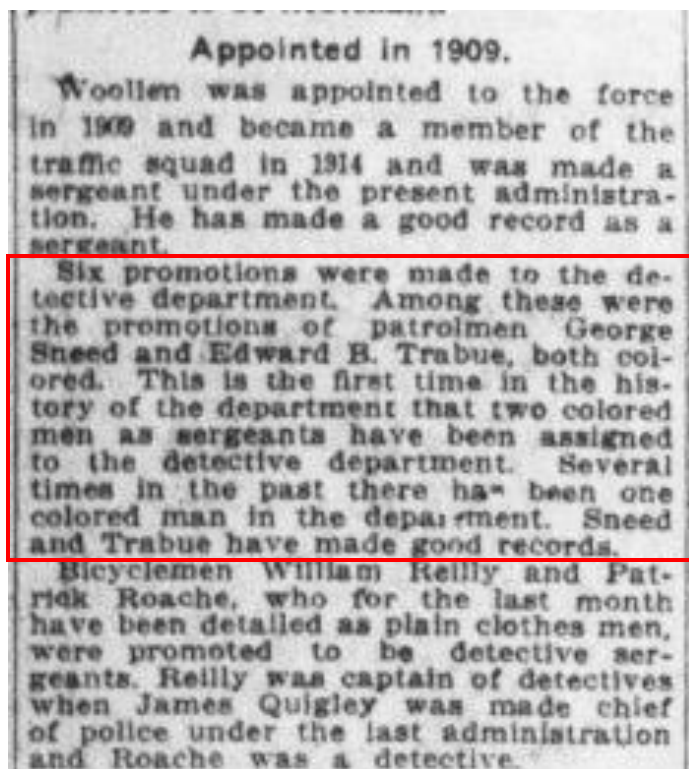 Appointed in 1909.
Woollen was appointed to the force
in 1909 and became a member of the
traffic squad in 1914 and was made a
sergeant under the present administra-
tion. He has made a good record as a
sergeant.
Six promotions were made to the de-
tective department. Among these were
the promotions of patrolmen George
Sneed and Edward B. Trabue, both col-
ored. This is the first time in the his-
tory of the department that two colored
men as sergeants have been assigned
to the detective department. Several
times in the past there has been one
colored man in the department. Sneed
and Trabue have made good records.
Bicyclemen William Reilly and Pat-
rick Roache, who for the last month
have been detailed as plain clothes men,
were promoted to be detective ser-
geants. Reilly was captain of detectives
when James Quigley was made chief
of police under the last administration
and Roache was a detective.